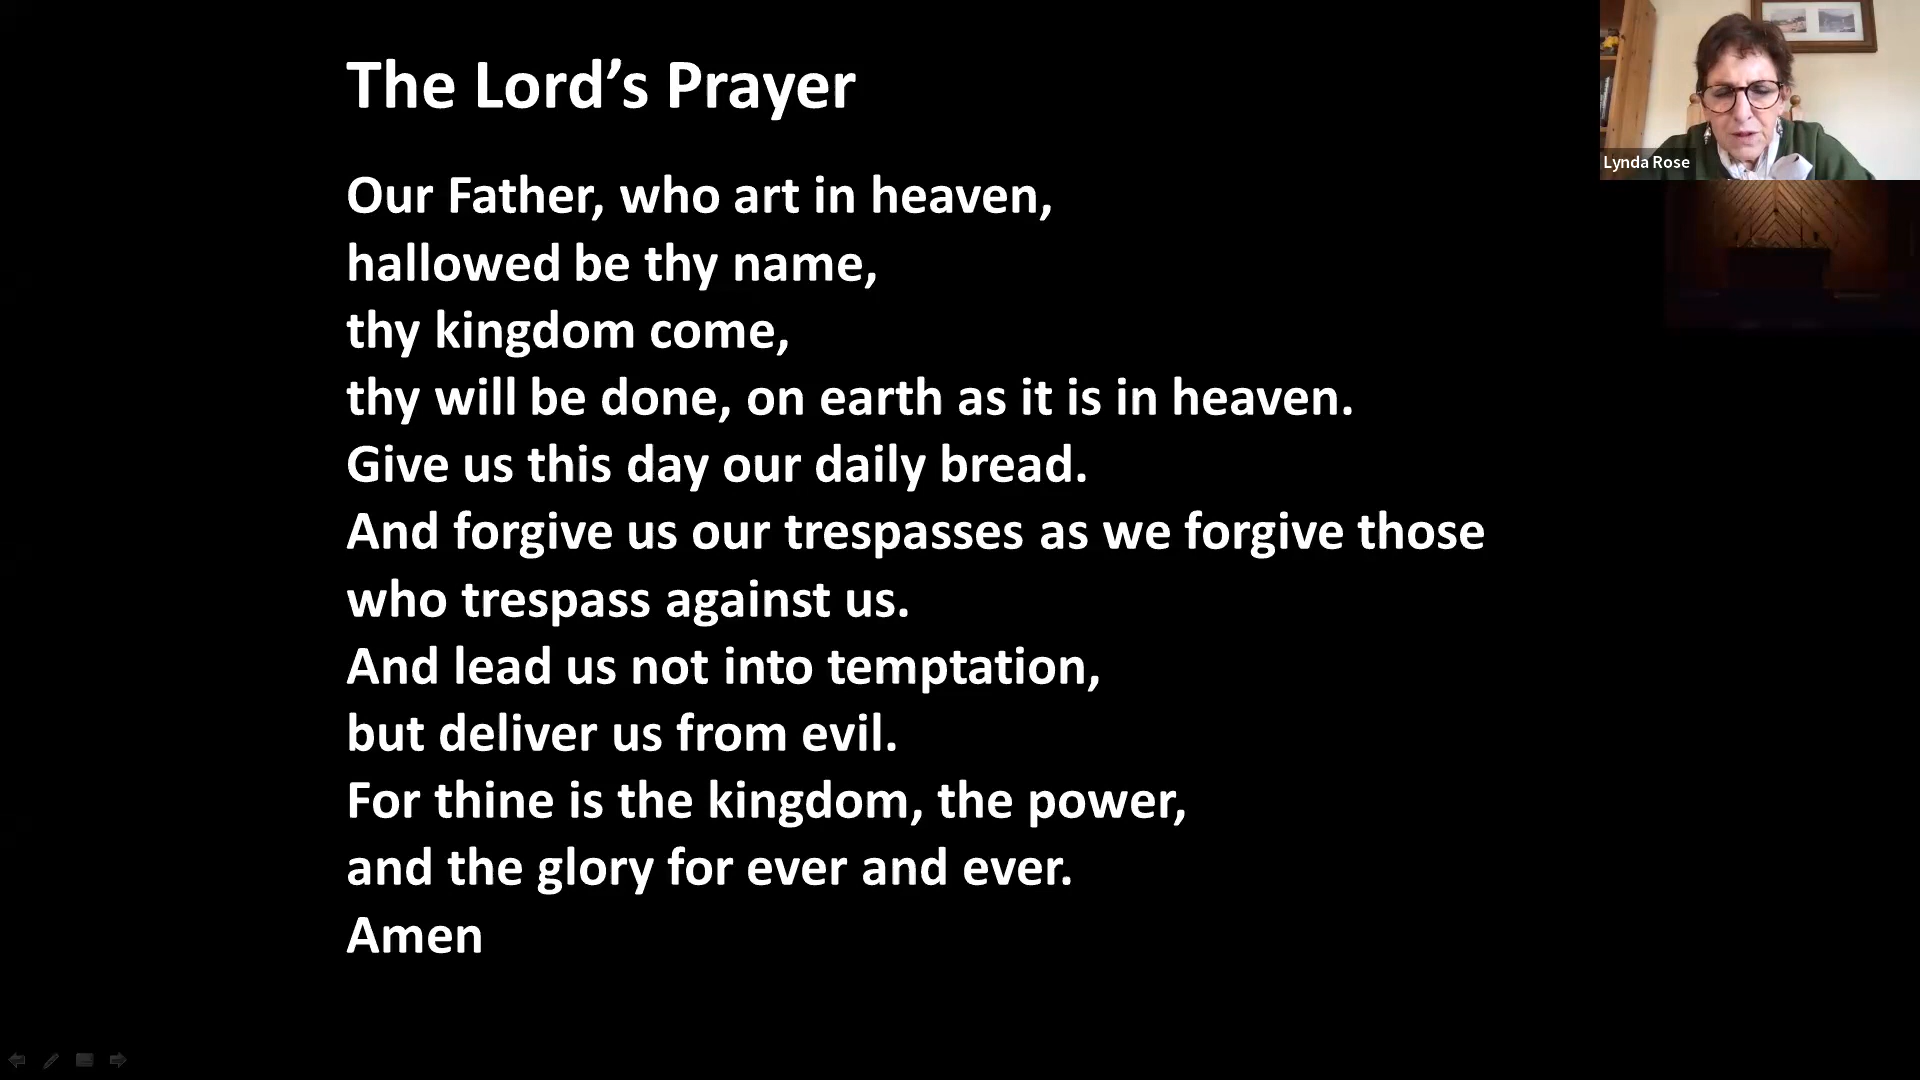 The Lord’s Prayer
Our Father, who art in heaven,
hallowed be thy name,
thy kingdom come,
thy will be done, on earth as it is in heaven.
Give us this day our daily bread.
And forgive us our trespasses as we forgive those
who trespass against us.
And lead us not into temptation,
but deliver us from evil.
For thine is the kingdom, the power,
and the glory for ever and ever.
Amen
Lynda Rose